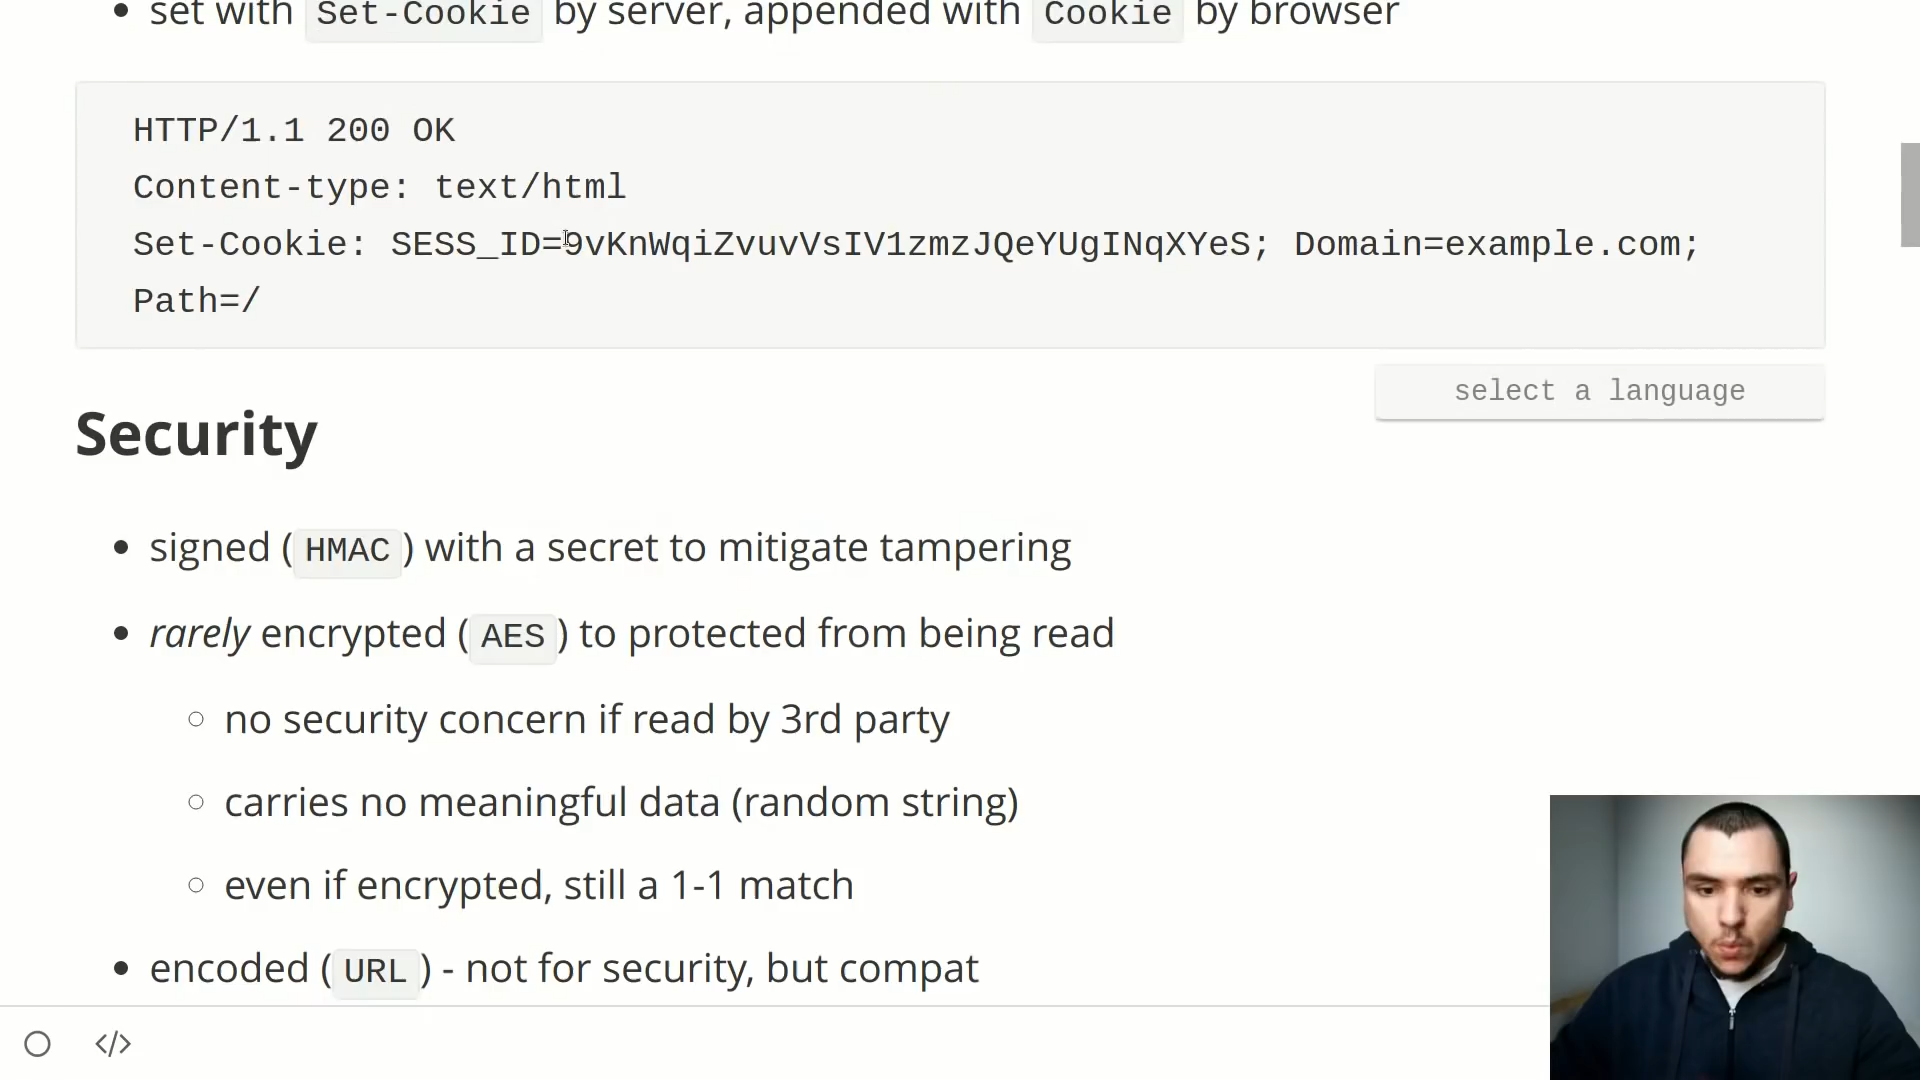 set with Set-Cookie by server, appended with Cookie by browser
HTTP/1.1 200 OK
Content-type: text/html
Set-Cookie: SESS_ID=9vKnWqiZvuvVsIV1zmzJQeYUgINqXYeS; Domain=example.com;
Path=/
select a language
Security
signed (HMAC) with a secret to mitigate tampering
rarely encrypted (AES) to protected from being read
no security concern if read by 3rd party
carries no meaningful data (random string)
even if encrypted, still a 1-1 match
encoded (URL) - not for security, but compat